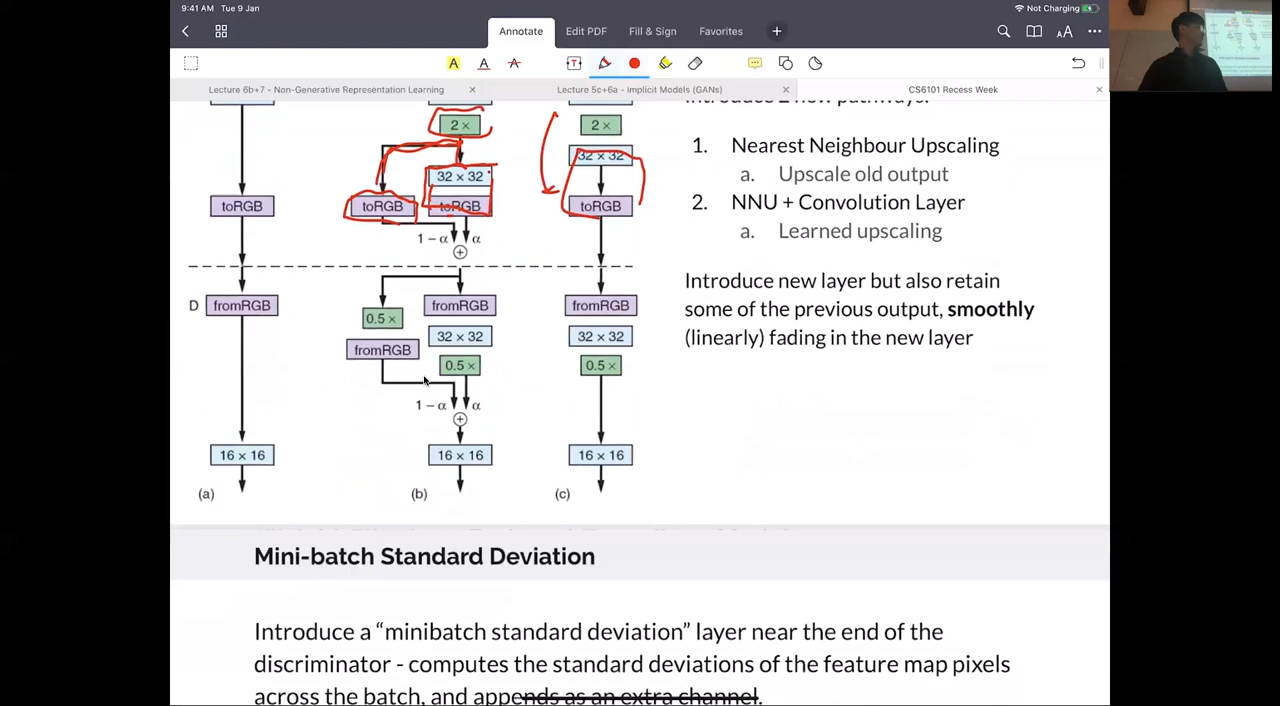 9:41 AM Tue 9 Jan
Not Charging
Annotate Edit PDF Fill & Sign Favorites +
A A A T AA
Lecture 6b+7 - Non-Generative Representation Learning × Lecture 5c+6a - Implicit Models (GANs) × CS6101 Recess Week ×
2× 2×
32 × 32 32 × 32
toRGB toRGB toRGB toRGB
1 − α α
D fromRGB fromRGB fromRGB
0.5 × 32 × 32 32 × 32
fromRGB 0.5 × 0.5 ×
1 − α α
16 × 16 16 × 16 16 × 16
(a) (b) (c)
Introduce 2 new pathways:
1. Nearest Neighbour Upscaling
a. Upscale old output
2. NNU + Convolution Layer
a. Learned upscaling
Introduce new layer but also retain
some of the previous output, smoothly
(linearly) fading in the new layer
Mini-batch Standard Deviation
Introduce a “minibatch standard deviation” layer near the end of the
discriminator - computes the standard deviations of the feature map pixels
across the batch, and appends as an extra channel.